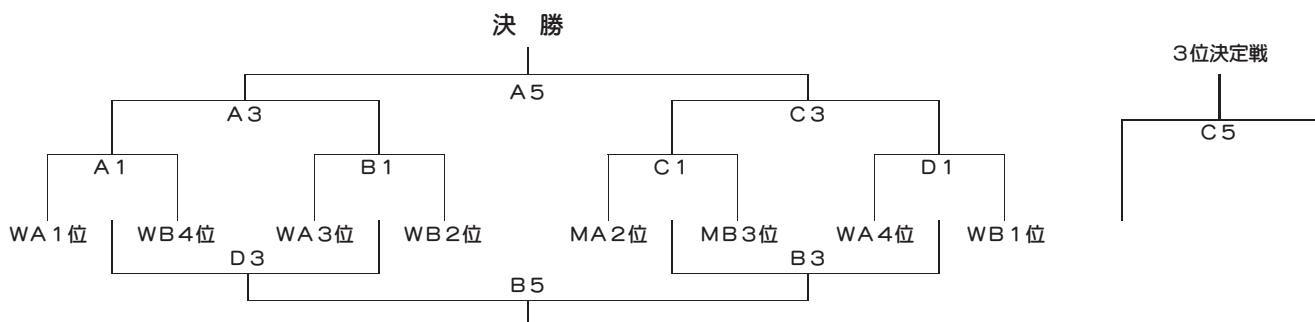 決 勝
3位決定戦
A5
A3
C3
C5
A1
B1
C1
D1
WA1位
WB4位
WA3位
WB2位
MA2位
MB3位
WA4位
WB1位
D3
B3
B5